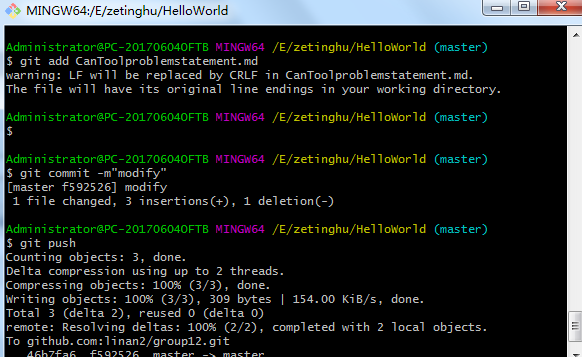 MINGW64:/E/zetinghu/HelloWorld
Administrator@PC-20170604OFTB MINGW64 /E/zetinghu/HelloWorld (master)
$ git add CanToolproblemstatement.md
warning: LF will be replaced by CRLF in CanToolproblemstatement.md.
The file will have its original line endings in your working directory.
Administrator@PC-20170604OFTB MINGW64 /E/zetinghu/HelloWorld (master)
$
Administrator@PC-20170604OFTB MINGW64 /E/zetinghu/HelloWorld (master)
$ git commit -m"modify"
[master f592526] modify
1 file changed, 3 insertions(+), 1 deletion(-)
Administrator@PC-20170604OFTB MINGW64 /E/zetinghu/HelloWorld (master)
$ git push
Counting objects: 3, done.
Delta compression using up to 2 threads.
Compressing objects: 100% (3/3), done.
Writing objects: 100% (3/3), 309 bytes | 154.00 KiB/s, done.
Total 3 (delta 2), reused 0 (delta 0)
remote: Resolving deltas: 100% (2/2), completed with 2 local objects.
To github.com:linan2/group12.git
46b7fa6..f592526 master -> master